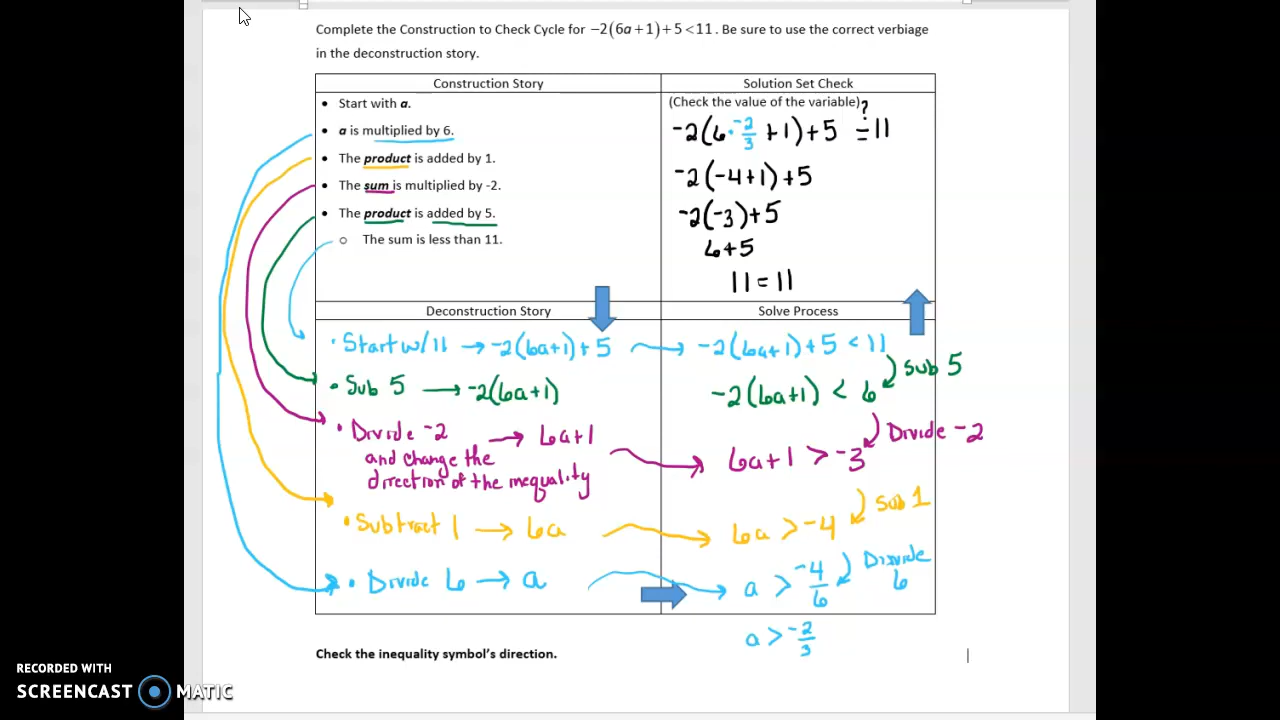 Complete the Construction to Check Cycle for −2(6a+1)+5<11. Be sure to use the correct verbiage
in the deconstruction story.
Construction Story
• Start with a.
• a is multiplied by 6.
• The product is added by 1.
• The sum is multiplied by -2.
• The product is added by 5.
o The sum is less than 11.
Solution Set Check
(Check the value of the variable)
-2(6·-2/3+1)+5 ?= 11
-2(-4+1)+5
-2(-3)+5
6+5
11=11
Deconstruction Story
• Start w/ 11 → -2(6a+1)+5
• Sub 5 → -2(6a+1)
• Divide -2 → 6a+1
and change the
direction of the inequality
• Subtract 1 → 6a
• Divide 6 → a
Solve Process
-2(6a+1)+5 < 11
Sub 5
-2(6a+1) < 6
Divide -2
6a+1 > -3
Sub 1
6a > -4
Divide
6
a > -4/6
a > -2/3
Check the inequality symbol's direction.
RECORDED WITH
SCREENCAST MATIC